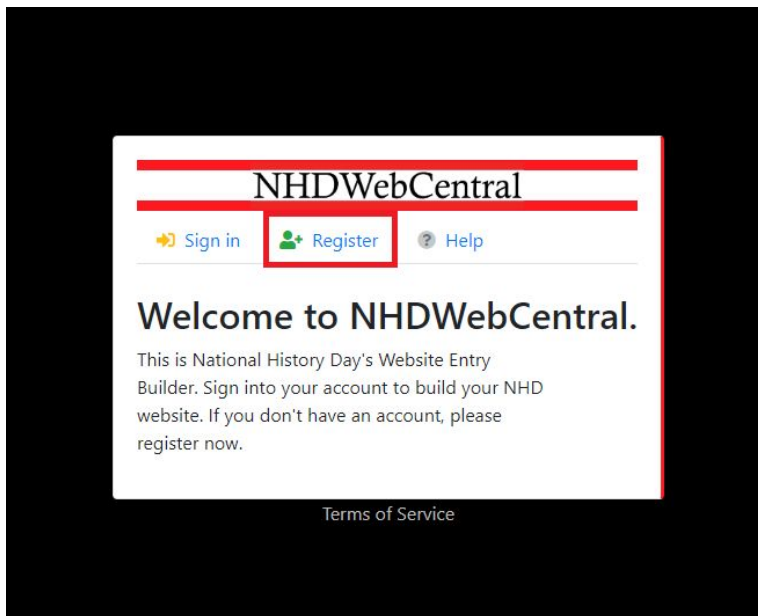 NHDWebCentral
Sign in Register Help
Welcome to NHDWebCentral.
This is National History Day's Website Entry
Builder. Sign into your account to build your NHD
website. If you don't have an account, please
register now.
Terms of Service